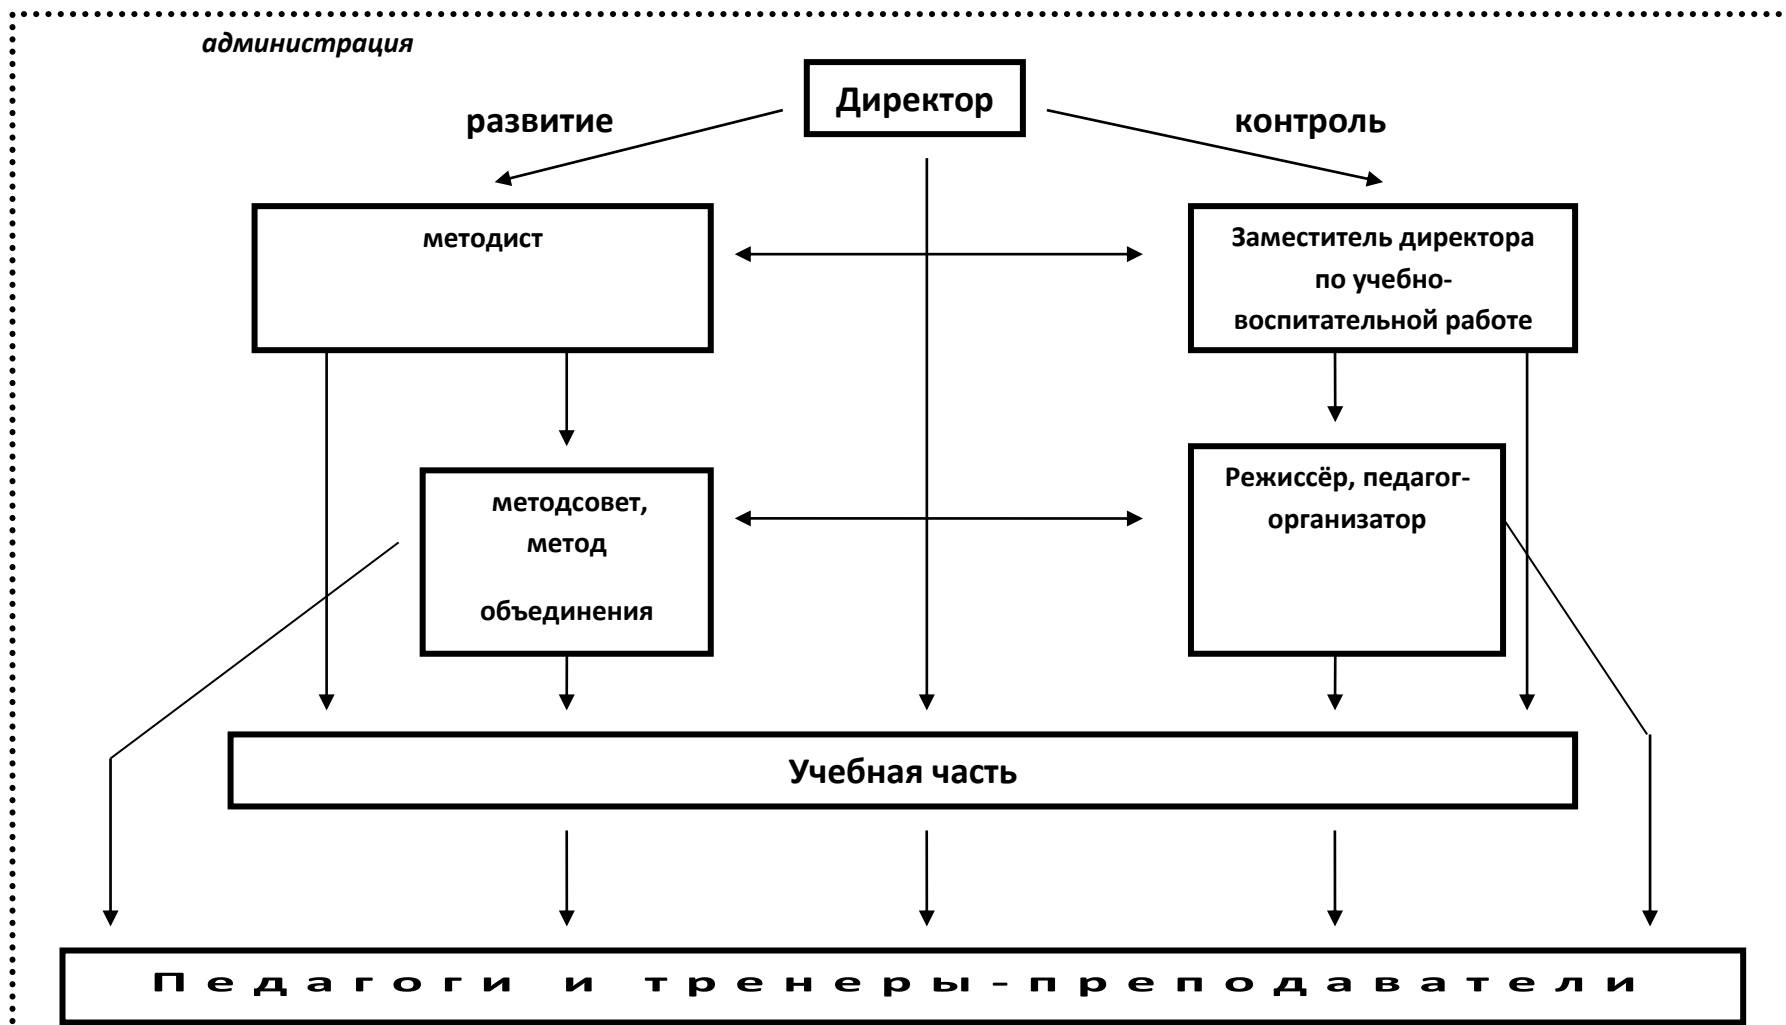 администрация
Директор
развитие
контроль
методист
Заместитель директора
по учебно-
воспитательной работе
методсовет,
метод
объединения
Режиссёр, педагог-
организатор
Учебная часть
Педагоги и тренеры-преподаватели